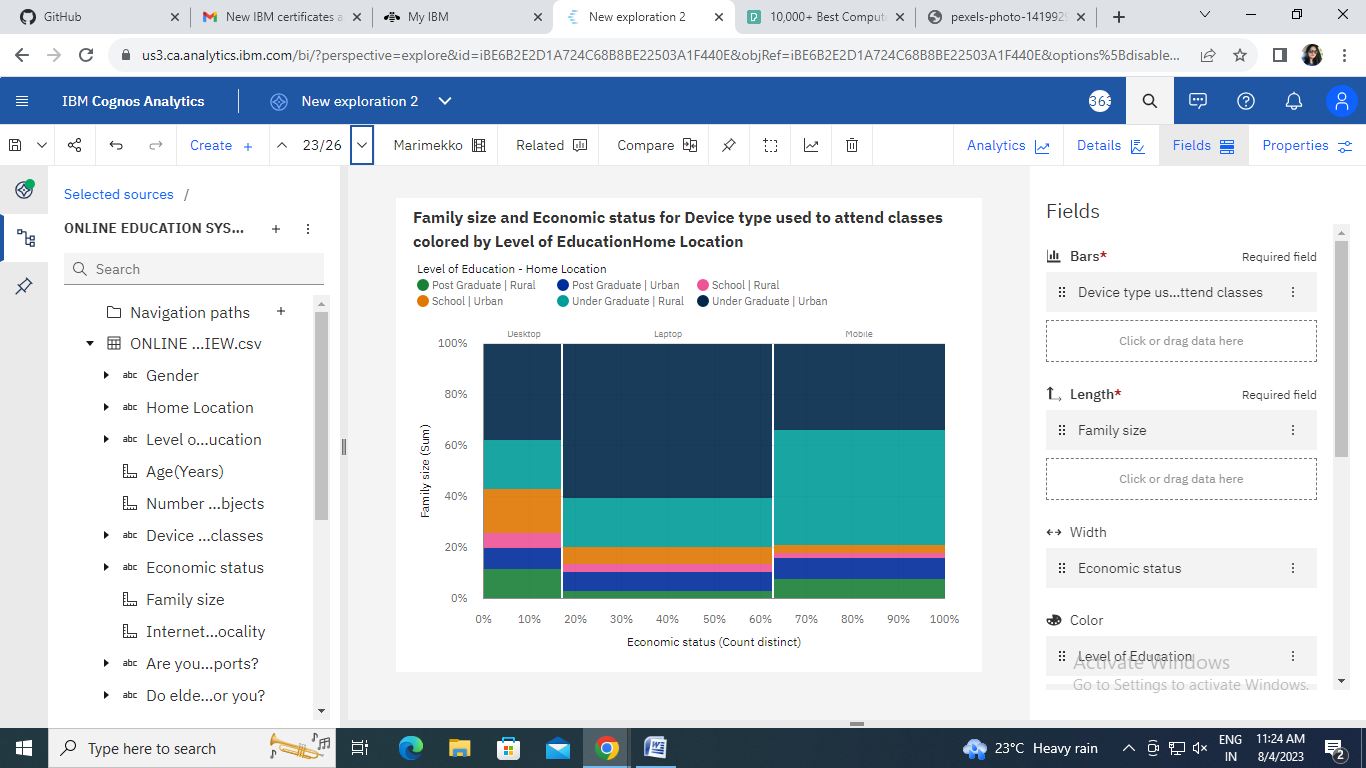 GitHub
New IBM certificates a
My IBM
New exploration 2
10,000+ Best Comput
pexels-photo-1419925
us3.ca.analytics.ibm.com/bi/?perspective=explore&id=iBE6B2E2D1A724C68B8BE22503A1F440E&objRef=iBE6B2E2D1A724C68B8BE22503A1F440E&options%5Bdisable...
IBM Cognos Analytics
New exploration 2
363
Create +
23/26
Marimekko
Related
Compare
Analytics
Details
Fields
Properties
Selected sources /
ONLINE EDUCATION SYS...
Search
Navigation paths
ONLINE ...IEW.csv
abc Gender
abc Home Location
abc Level o...ucation
Age(Years)
Number ...bjects
abc Device ...classes
abc Economic status
Family size
Internet...ocality
abc Are you...ports?
abc Do elde...or you?
Family size and Economic status for Device type used to attend classes
colored by Level of EducationHome Location
Level of Education - Home Location
Post Graduate | Rural Post Graduate | Urban School | Rural
School | Urban Under Graduate | Rural Under Graduate | Urban
Desktop Laptop Mobile
100%
80%
60%
40%
20%
0%
Family size (Sum)
0% 10% 20% 30% 40% 50% 60% 70% 80% 90% 100%
Economic status (Count distinct)
Fields
Bars* Required field
Device type us...ttend classes
Click or drag data here
Length* Required field
Family size
Click or drag data here
Width
Economic status
Color
Level of Education
Activate Windows
Go to Settings to activate Windows.
Type here to search
23°C Heavy rain
ENG
IN
11:24 AM
8/4/2023
2